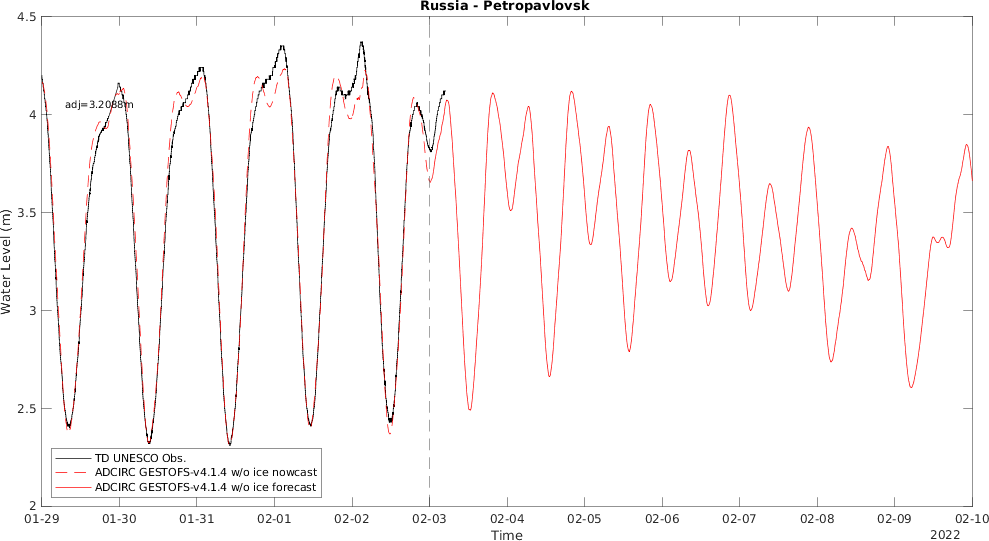 Russia - Petropavlovsk
Water Level (m)
4.5
4
3.5
3
2.5
2
adj=3.2088m
TD UNESCO Obs.
ADCIRC GESTOFS-v4.1.4 w/o ice nowcast
ADCIRC GESTOFS-v4.1.4 w/o ice forecast
01-29 01-30 01-31 02-01 02-02 02-03 02-04 02-05 02-06 02-07 02-08 02-09 02-10
Time
2022